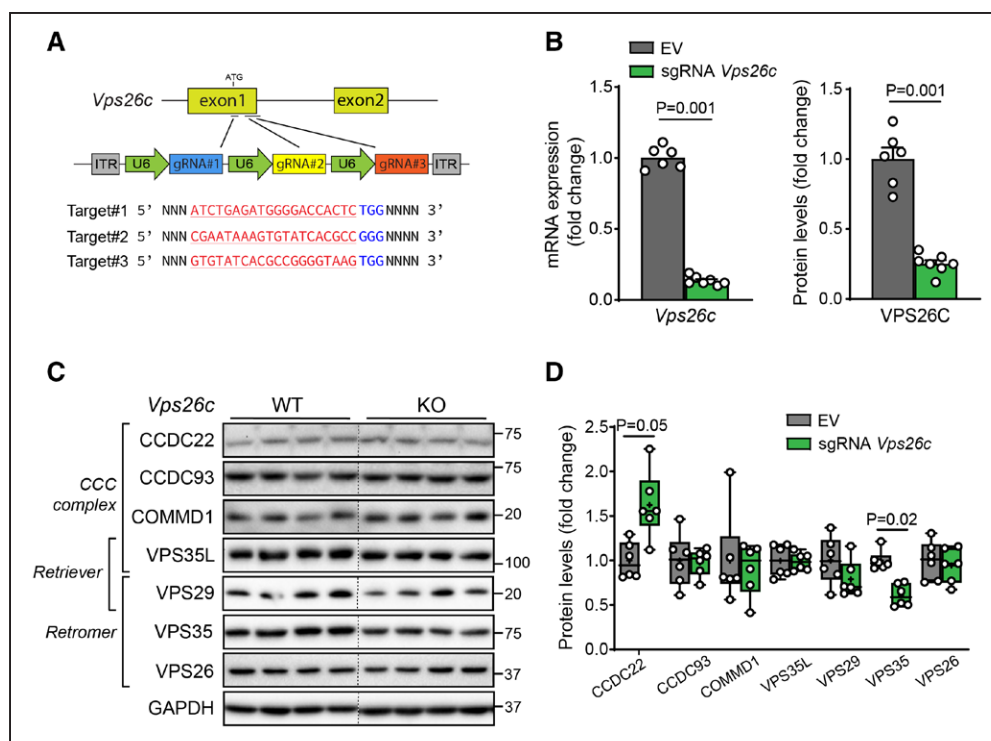 A
ATG
Vps26c
exon1
exon2
ITR U6 gRNA#1 U6 gRNA#2 U6 gRNA#3 ITR
Target#1 5’ NNN ATCTGAGATGGGGACCACTC TGG NNNN 3’
Target#2 5’ NNN CGAATAAAGTGTATCACGCC GGG NNNN 3’
Target#3 5’ NNN GTGTATCACGCCGGGGTAAG TGG NNNN 3’
B
EV
sgRNA Vps26c
mRNA expression
(fold change)
1.5
1.0
0.5
0.0
P=0.001
Vps26c
Protein levels (fold change)
1.5
1.0
0.5
0.0
P=0.001
VPS26C
C
Vps26c WT KO
CCC
complex
Retriever
Retromer
CCDC22 75
CCDC93 75
COMMD1 20
VPS35L 100
VPS29 20
VPS35 75
VPS26 37
GAPDH 37
D
EV
sgRNA Vps26c
Protein levels (fold change)
2.5
2.0
1.5
1.0
0.5
0.0
P=0.05
P=0.02
CCDC22
CCDC93
COMMD1
VPS35L
VPS29
VPS35
VPS26